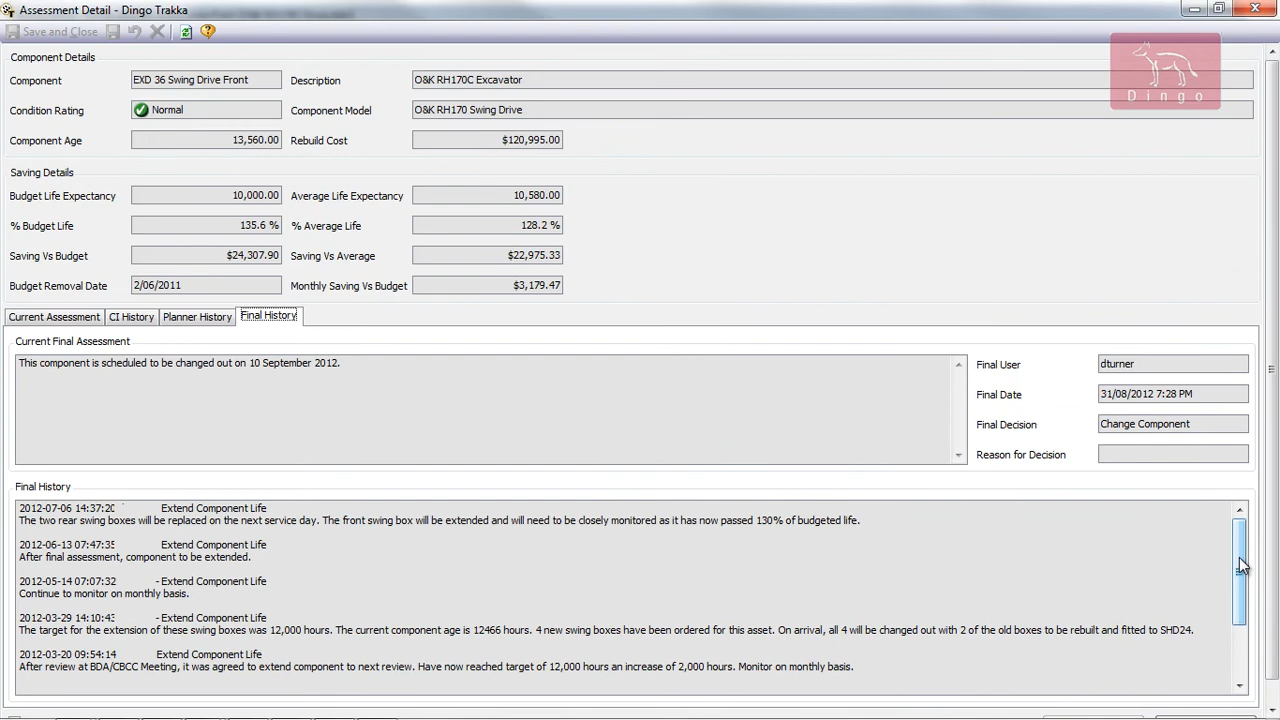 Assessment Detail - Dingo Trakka
Save and Close
Dingo
Component Details
Component EXD 36 Swing Drive Front Description O&K RH170C Excavator
Condition Rating Normal Component Model O&K RH170 Swing Drive
Component Age 13,560.00 Rebuild Cost $120,995.00
Saving Details
Budget Life Expectancy 10,000.00 Average Life Expectancy 10,580.00
% Budget Life 135.6 % % Average Life 128.2 %
Saving Vs Budget $24,307.90 Saving Vs Average $22,975.33
Budget Removal Date 2/06/2011 Monthly Saving Vs Budget $3,179.47
Current Assessment CI History Planner History Final History
Current Final Assessment
This component is scheduled to be changed out on 10 September 2012.
Final User dturner
Final Date 31/08/2012 7:28 PM
Final Decision Change Component
Reason for Decision
Final History
2012-07-06 14:37:20 Extend Component Life
The two rear swing boxes will be replaced on the next service day. The front swing box will be extended and will need to be closely monitored as it has now passed 130% of budgeted life.
2012-06-13 07:47:35 Extend Component Life
After final assessment, component to be extended.
2012-05-14 07:07:32 - Extend Component Life
Continue to monitor on monthly basis.
2012-03-29 14:10:43 - Extend Component Life
The target for the extension of these swing boxes was 12,000 hours. The current component age is 12466 hours. 4 new swing boxes have been ordered for this asset. On arrival, all 4 will be changed out with 2 of the old boxes to be rebuilt and fitted to SHD24.
2012-03-20 09:54:14 Extend Component Life
After review at BDA/CBCC Meeting, it was agreed to extend component to next review. Have now reached target of 12,000 hours an increase of 2,000 hours. Monitor on monthly basis.